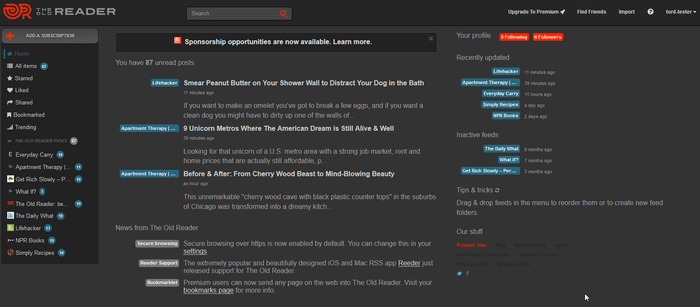 THE OLD READER
Search
Upgrade To Premium
Find Friends
Import
tord-tester
ADD A SUBSCRIPTION
Home
All items 87
Starred
Liked
Shared
Bookmarked
Trending
THE OLD READER PICKS 87
Everyday Carry
Apartment Therapy |
Get Rich Slowly – P...
What If?
The Old Reader: be...
The Daily What
Lifehacker
NPR Books
Simply Recipes
Sponsorship opportunities are now available. Learn more.
You have 87 unread posts
Lifehacker Smear Peanut Butter on Your Shower Wall to Distract Your Dog in the Bath
11 minutes ago
If you want to make an omelet you've got to break a few eggs, and if you want a
clean dog you might have to dirty up one of the walls of...
Apartment Therapy | ... 9 Unicorn Metros Where The American Dream is Still Alive & Well
39 minutes ago
Looking for that unicorn of a U.S. metro area with a strong job market, rent and
home prices that are actually still affordable, p...
Apartment Therapy | ... Before & After: From Cherry Wood Beast to Mind-Blowing Beauty
an hour ago
This unremarkable "cherry wood cave with black plastic counter tops" in the suburbs
of Chicago was transformed into a dreamy kitch...
News from The Old Reader
Secure browsing Secure browsing over https is now enabled by default. You can change this in your
settings.
Reeder Support The extremely popular and beautifully designed iOS and Mac RSS app Reeder just
released support for The Old Reader.
Bookmarklet Premium users can now send any page on the web into The Old Reader. Visit your
bookmarks page for more info.
Your profile 0 Following 0 Followers
Recently updated
Lifehacker 11 minutes ago
Apartment Therapy | ... 39 minutes ago
Everyday Carry 15 hours ago
Simply Recipes a day ago
NPR Books 2 days ago
Inactive feeds
The Daily What 9 months ago
What If? 7 months ago
Get Rich Slowly – Per... 3 months ago
Tips & tricks
Drag & drop feeds in the menu to reorder them or to create new feed
folders.
Our stuff
Product Tour